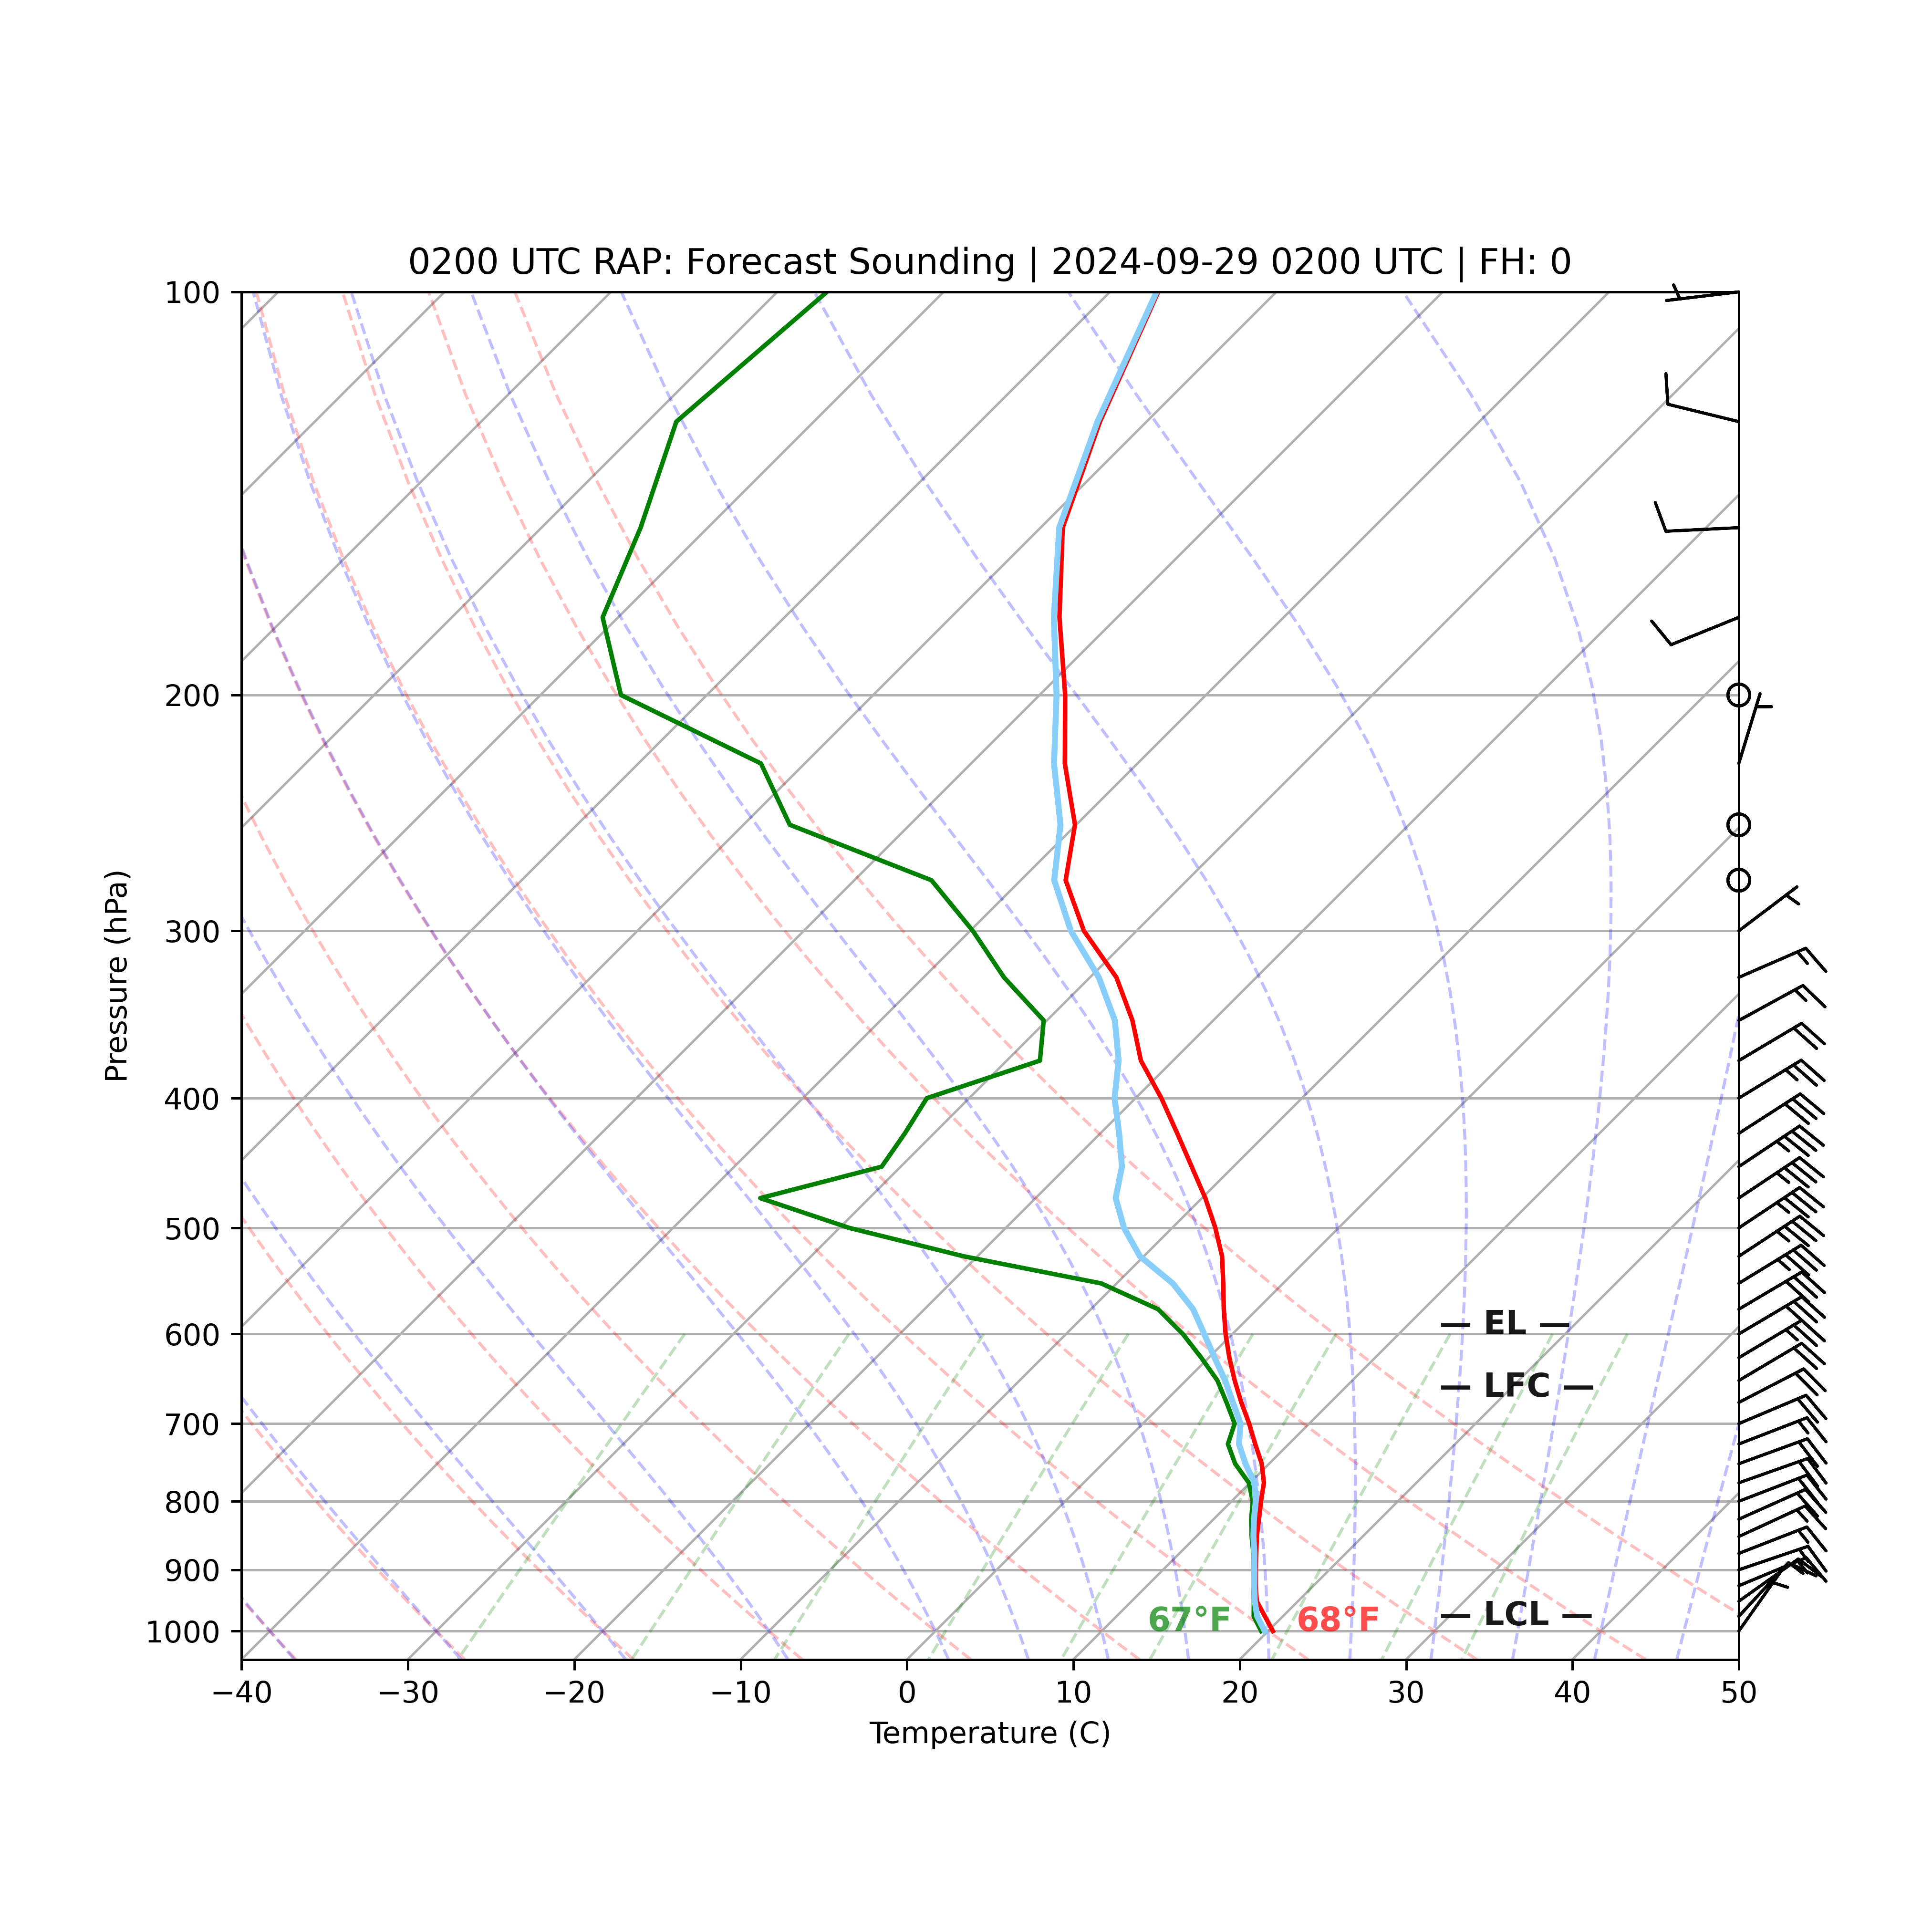 0200 UTC RAP: Forecast Sounding | 2024-09-29 0200 UTC | FH: 0
100
200
300
400
500
600
700
800
900
1000
Pressure (hPa)
— EL —
— LFC —
— LCL —
67°F
68°F
−40 −30 −20 −10 0 10 20 30 40 50
Temperature (C)